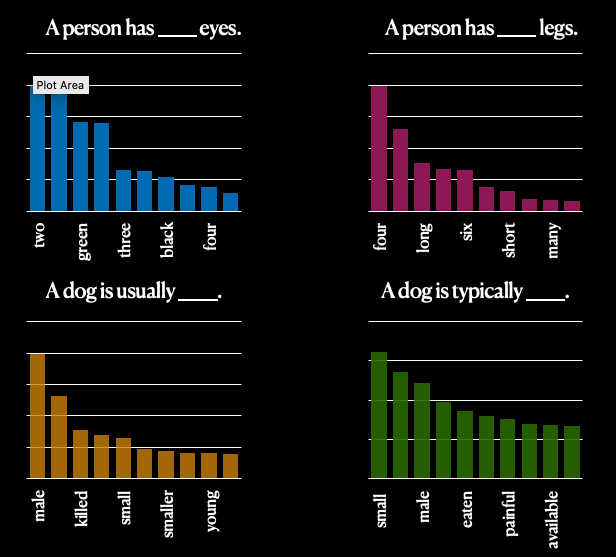 A person has ____ eyes.
Plot Area
two
green
three
black
four
A person has ____ legs.
four
long
six
short
many
A dog is usually ____.
male
killed
small
smaller
young
A dog is typically ____.
small
male
eaten
painful
available